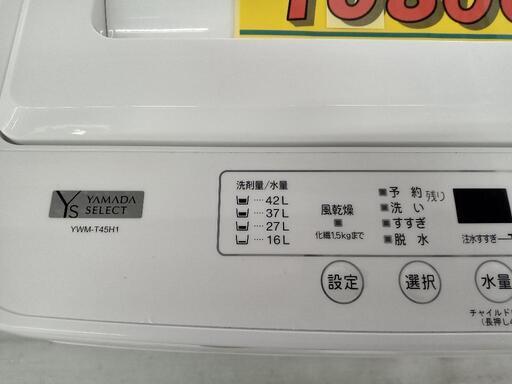 YAMADA
SELECT
YWM-T45H1
洗剤量/水量
42L
37L
27L
16L
風乾燥
化繊1.5kgまで
予約
洗い
すすぎ
脱水
残り
注水すすぎ
設定
選択
水量
チャイルド
(長押し